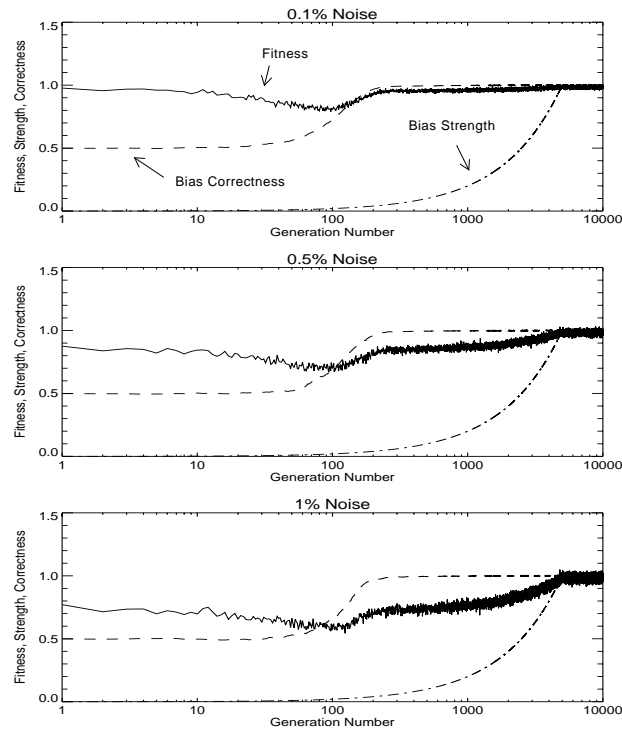 0.1% Noise
Fitness, Strength, Correctness
1.5
1.0
0.5
0.0
Fitness
Bias Strength
Bias Correctness
1 10 100 1000 10000
Generation Number
0.5% Noise
Fitness, Strength, Correctness
1.5
1.0
0.5
0.0
1 10 100 1000 10000
Generation Number
1% Noise
Fitness, Strength, Correctness
1.5
1.0
0.5
0.0
1 10 100 1000 10000
Generation Number